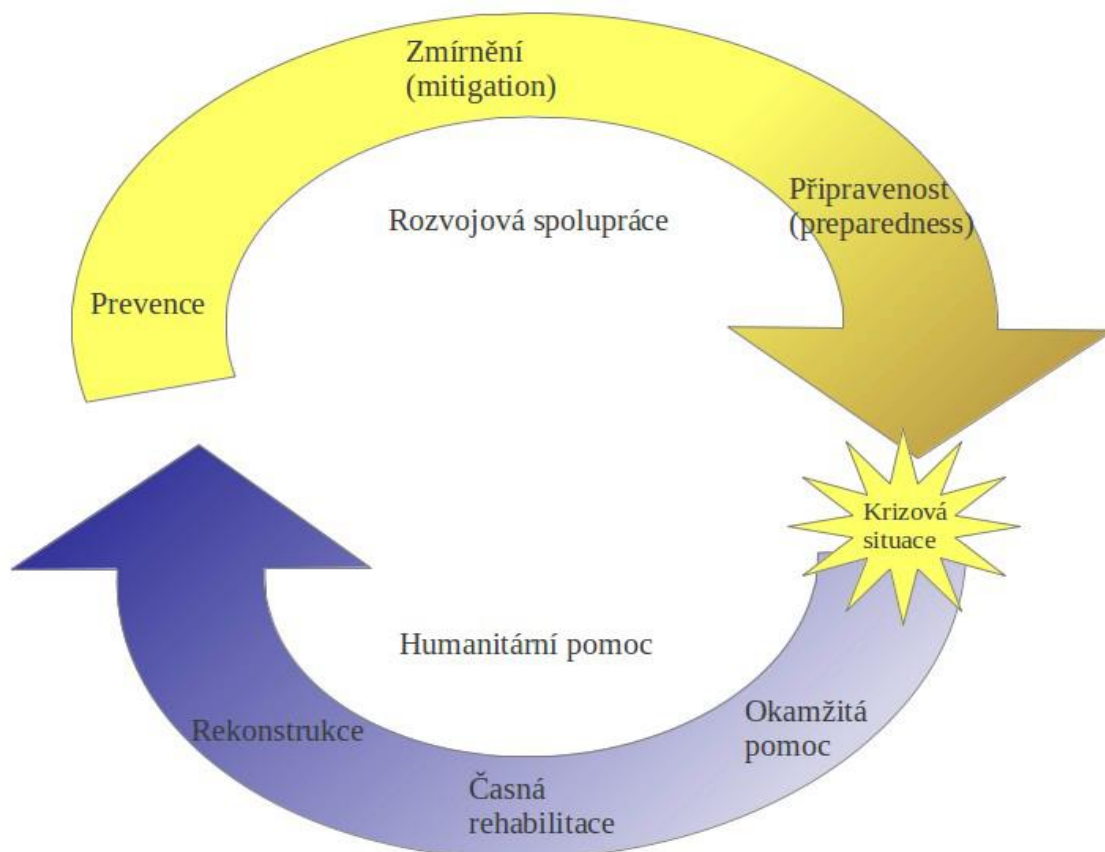 Zmírnění
(mitigation)
Připravenost
(preparedness)
Rozvojová spolupráce
Prevence
Krizová
situace
Humanitární pomoc
Okamžitá
pomoc
Rekonstrukce
Časná
rehabilitace